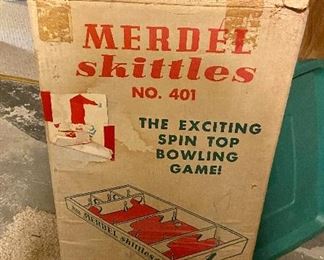 MERDEL
skittles
NO. 401
THE EXCITING
SPIN TOP
BOWLING
GAME!
MERDEL skittles